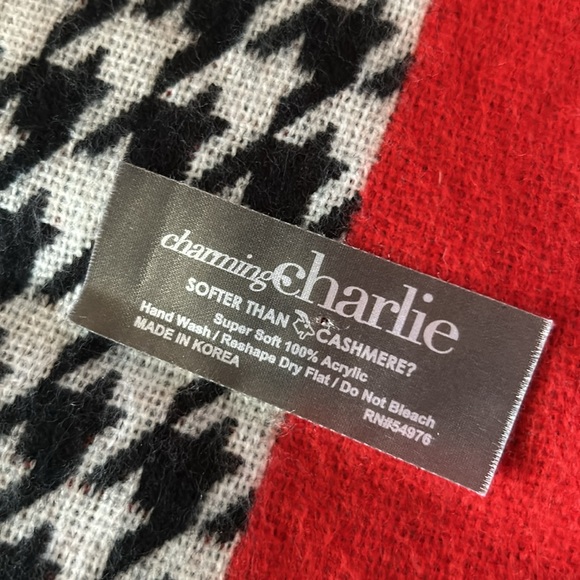 charming charlie
SOFTER THAN CASHMERE?
Super Soft 100% Acrylic
Hand Wash / Reshape Dry Flat / Do Not Bleach
MADE IN KOREA
RN#54976